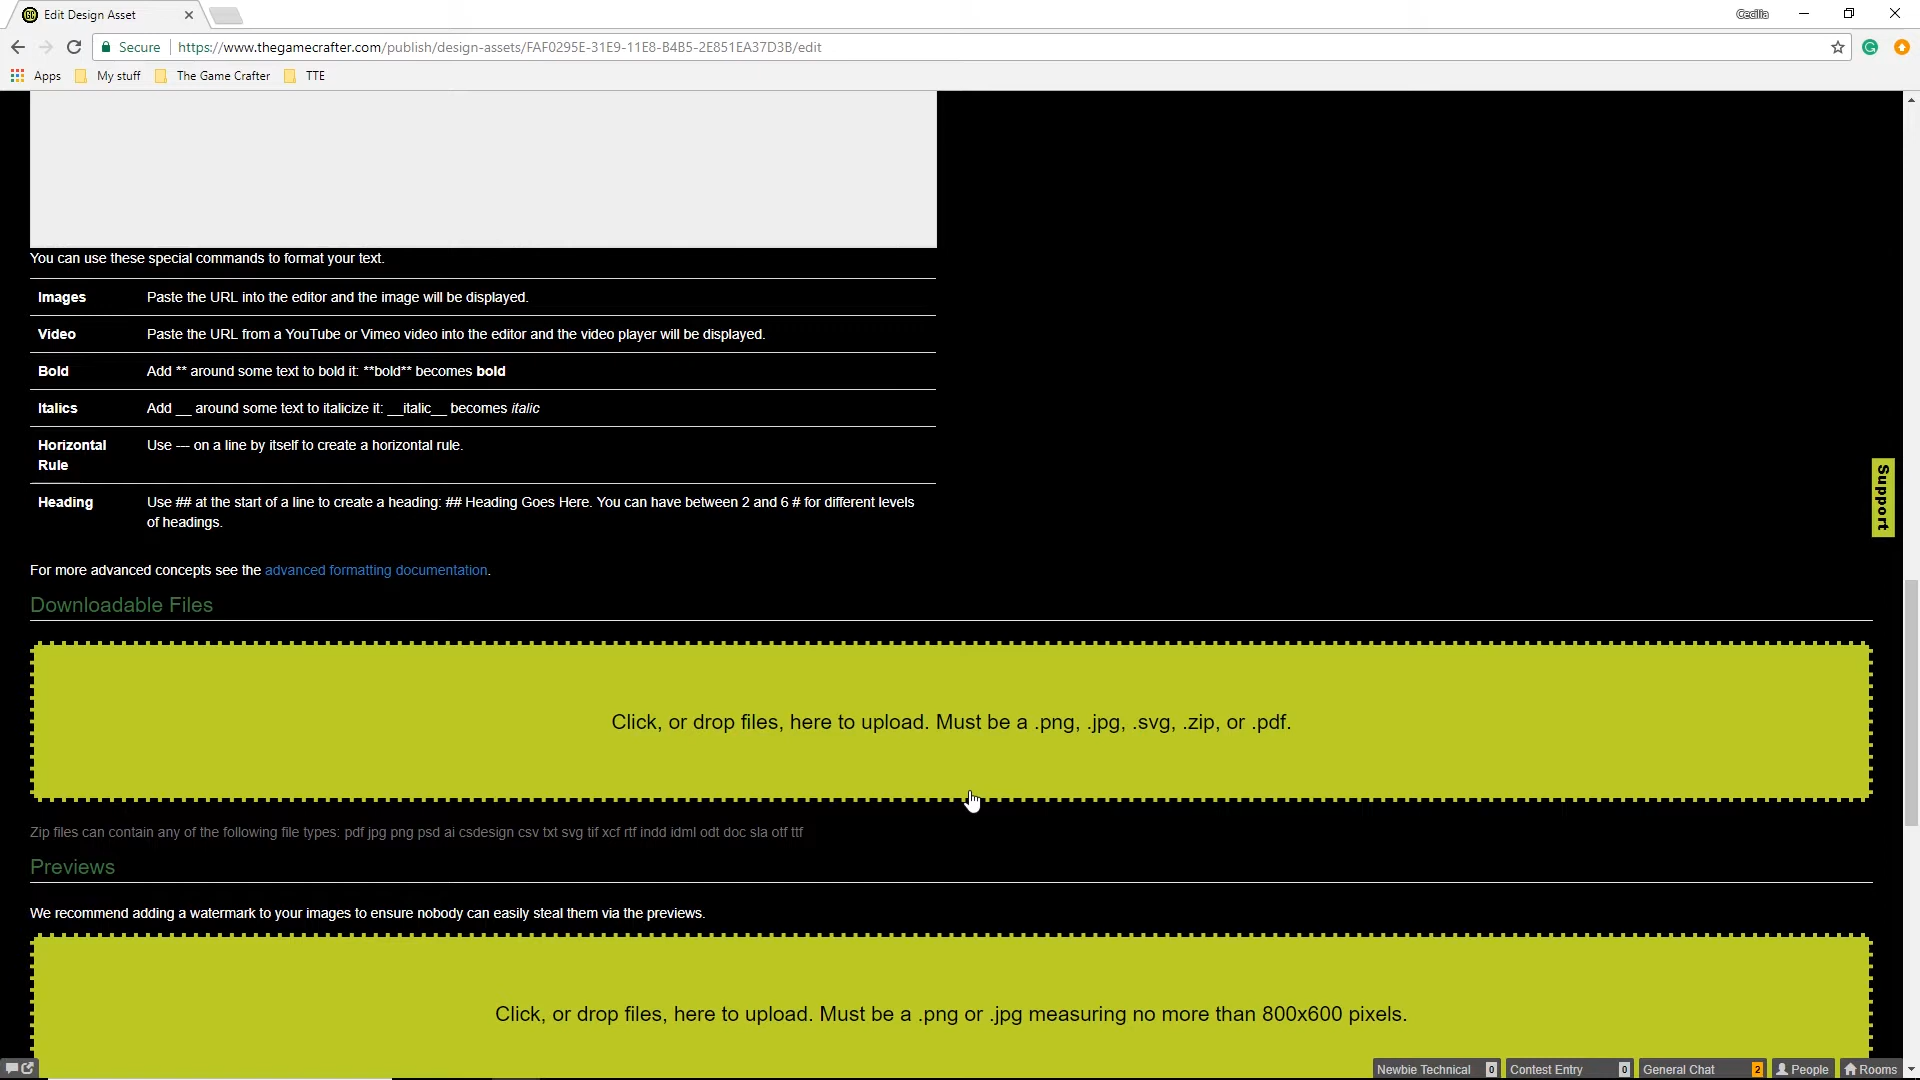 Edit Design Asset
Cecilia
Secure https://www.thegamecrafter.com/publish/design-assets/FAF0295E-31E9-11E8-B4B5-2E851EA37D3B/edit
Apps My stuff The Game Crafter TTE
You can use these special commands to format your text.
Images Paste the URL into the editor and the image will be displayed.
Video Paste the URL from a YouTube or Vimeo video into the editor and the video player will be displayed.
Bold Add ** around some text to bold it: **bold** becomes bold
Italics Add __ around some text to italicize it: __italic__ becomes italic
Horizontal Use --- on a line by itself to create a horizontal rule.
Rule
Heading Use ## at the start of a line to create a heading: ## Heading Goes Here. You can have between 2 and 6 # for different levels
of headings.
Support
For more advanced concepts see the advanced formatting documentation.
Downloadable Files
Click, or drop files, here to upload. Must be a .png, .jpg, .svg, .zip, or .pdf.
Zip files can contain any of the following file types: pdf jpg png psd ai csdesign csv txt svg tif xcf rtf indd idml odt doc sla otf ttf
Previews
We recommend adding a watermark to your images to ensure nobody can easily steal them via the previews.
Click, or drop files, here to upload. Must be a .png or .jpg measuring no more than 800x600 pixels.
Newbie Technical 0 Contest Entry 0 General Chat 2 People Rooms